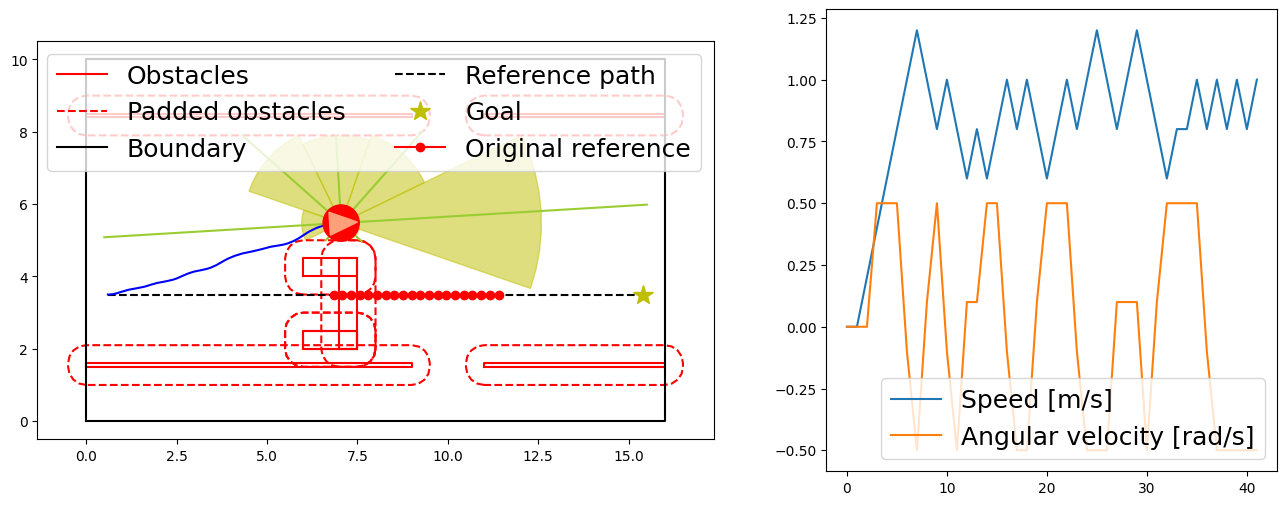 10
8
6
4
2
0
0.0 2.5 5.0 7.5 10.0 12.5 15.0
Obstacles
Padded obstacles
Boundary
Reference path
Goal
Original reference
1.25
1.00
0.75
0.50
0.25
0.00
−0.25
−0.50
0 10 20 30 40
Speed [m/s]
Angular velocity [rad/s]